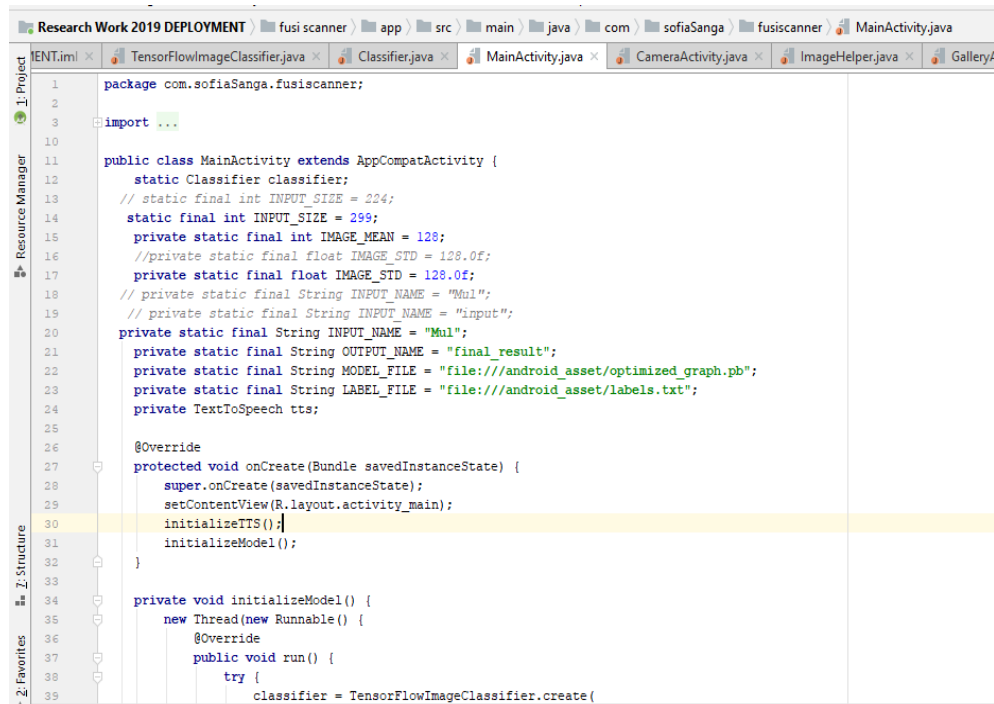 Research Work 2019 DEPLOYMENT fusi scanner app src main java com sofiaSanga fusiscanner MainActivity.java
MENT.iml TensorFlowImageClassifier.java Classifier.java MainActivity.java CameraActivity.java ImageHelper.java GalleryA
1: Project
Resource Manager
7: Structure
2: Favorites
1 package com.sofiaSanga.fusiscanner;
2
3 import ...
10
11 public class MainActivity extends AppCompatActivity {
12 static Classifier classifier;
13 // static final int INPUT_SIZE = 224;
14 static final int INPUT_SIZE = 299;
15 private static final int IMAGE_MEAN = 128;
16 //private static final float IMAGE_STD = 128.0f;
17 private static final float IMAGE_STD = 128.0f;
18 // private static final String INPUT_NAME = "Mul";
19 // private static final String INPUT_NAME = "input";
20 private static final String INPUT_NAME = "Mul";
21 private static final String OUTPUT_NAME = "final_result";
22 private static final String MODEL_FILE = "file:///android_asset/optimized_graph.pb";
23 private static final String LABEL_FILE = "file:///android_asset/labels.txt";
24 private TextToSpeech tts;
25
26 @Override
27 protected void onCreate(Bundle savedInstanceState) {
28 super.onCreate(savedInstanceState);
29 setContentView(R.layout.activity_main);
30 initializeTTS();
31 initializeModel();
32 }
33
34 private void initializeModel() {
35 new Thread(new Runnable() {
36 @Override
37 public void run() {
38 try {
39 classifier = TensorFlowImageClassifier.create(